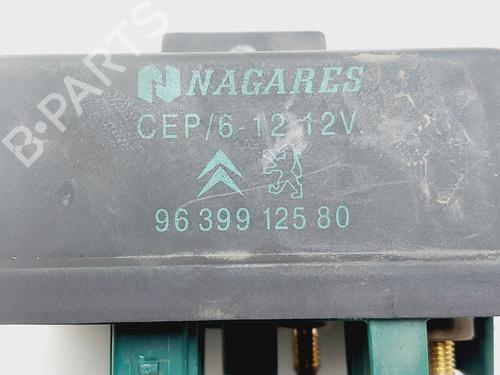 NAGARES
CEP/6-12 12V.
96 399 125 80
B-PARTS